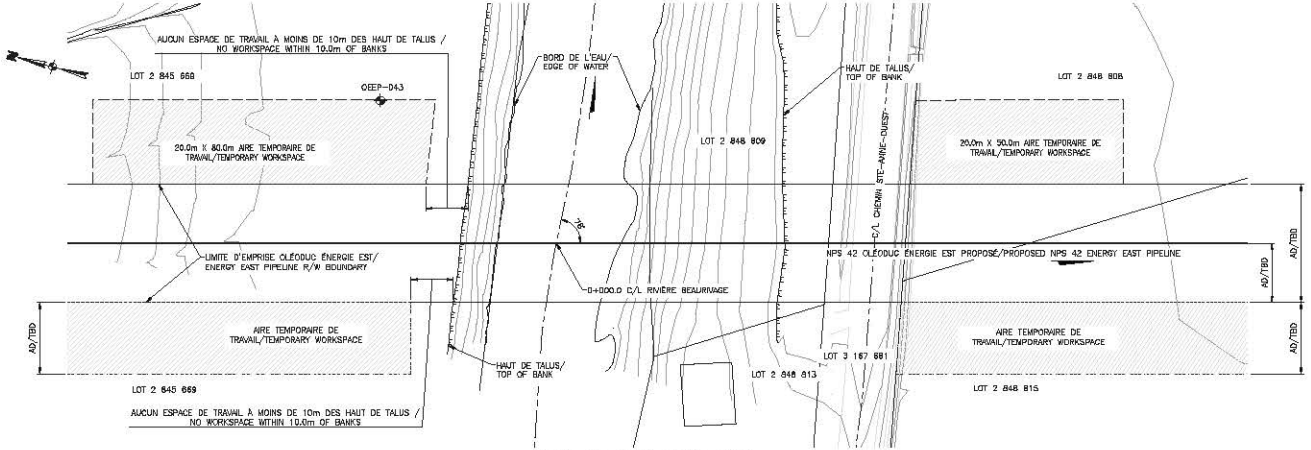 AUCUN ESPACE DE TRAVAIL À MOINS DE 10m DES HAUT DE TALUS /
NO WORKSPACE WITHIN 10.0m OF BANKS
LOT 2 845 669
OEEP-043
20.0m X 80.0m AIRE TEMPORAIRE DE
TRAVAIL/TEMPORARY WORKSPACE
BORD DE L'EAU/
EDGE OF WATER
HAUT DE TALUS/
TOP OF BANK
LOT 2 848 808
LOT 2 848 809
C/L CHEMIN STE-ANNE-OUEST
20.0m X 50.0m AIRE TEMPORAIRE DE
TRAVAIL/TEMPORARY WORKSPACE
78°
LIMITE D'EMPRISE OLÉODUC ÉNERGIE EST/
ENERGY EAST PIPELINE R/W BOUNDARY
NPS 42 OLÉODUC ÉNERGIE EST PROPOSÉ/PROPOSED NPS 42 ENERGY EAST PIPELINE
0+000.0 C/L RIVIÈRE BEAURIVAGE
AD/TBD
AD/TBD
AD/TBD
AD/TBD
AIRE TEMPORAIRE DE
TRAVAIL/TEMPORARY WORKSPACE
AIRE TEMPORAIRE DE
TRAVAIL/TEMPORARY WORKSPACE
HAUT DE TALUS/
TOP OF BANK
LOT 3 167 681
LOT 2 848 813
LOT 2 845 669
LOT 2 848 815
AUCUN ESPACE DE TRAVAIL À MOINS DE 10m DES HAUT DE TALUS /
NO WORKSPACE WITHIN 10.0m OF BANKS